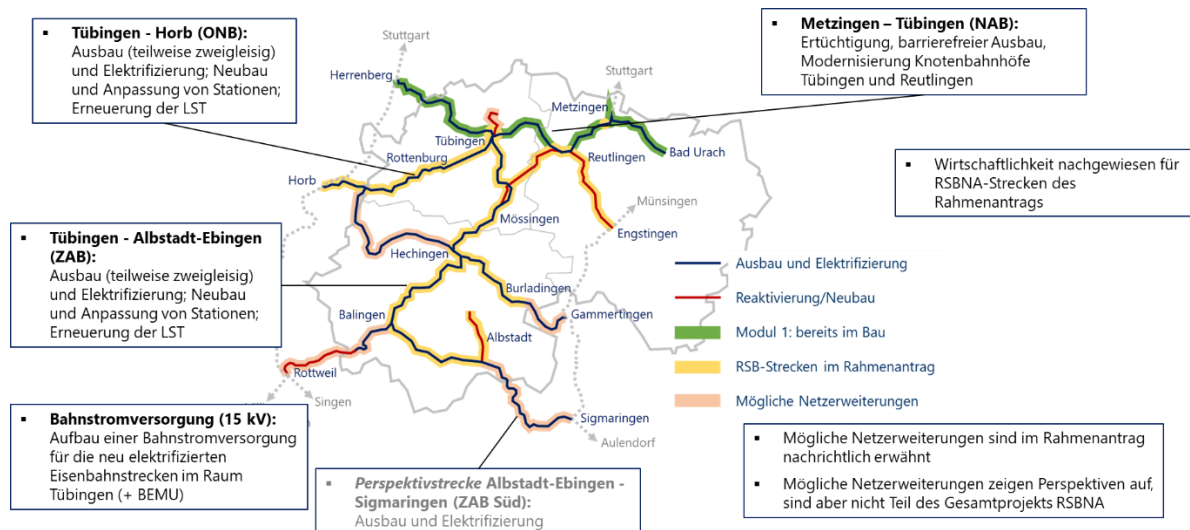 Tübingen - Horb (ONB):
Ausbau (teilweise zweigleisig)
und Elektrifizierung; Neubau
und Anpassung von Stationen;
Erneuerung der LST
Metzingen – Tübingen (NAB):
Ertüchtigung, barrierefreier Ausbau,
Modernisierung Knotenbahnhöfe
Tübingen und Reutlingen
Wirtschaftlichkeit nachgewiesen für
RSBNA-Strecken des
Rahmenantrags
Tübingen - Albstadt-Ebingen
(ZAB):
Ausbau (teilweise zweigleisig)
und Elektrifizierung; Neubau
und Anpassung von Stationen;
Erneuerung der LST
Bahnstromversorgung (15 kV):
Aufbau einer Bahnstromversorgung
für die neu elektrifizierten
Eisenbahnstrecken im Raum
Tübingen (+ BEMU)
Perspektivstrecke Albstadt-Ebingen -
Sigmaringen (ZAB Süd):
Ausbau und Elektrifizierung
Stuttgart
Herrenberg
Stuttgart
Metzingen
Tübingen
Rottenburg
Reutlingen
Bad Urach
Horb
Münsingen
Mössingen
Engstingen
Hechingen
Burladingen
Gammertingen
Balingen
Albstadt
Rottweil
Singen
Sigmaringen
Aulendorf
Ausbau und Elektrifizierung
Reaktivierung/Neubau
Modul 1: bereits im Bau
RSB-Strecken im Rahmenantrag
Mögliche Netzerweiterungen
Mögliche Netzerweiterungen sind im Rahmenantrag
nachrichtlich erwähnt
Mögliche Netzerweiterungen zeigen Perspektiven auf,
sind aber nicht Teil des Gesamtprojekts RSBNA